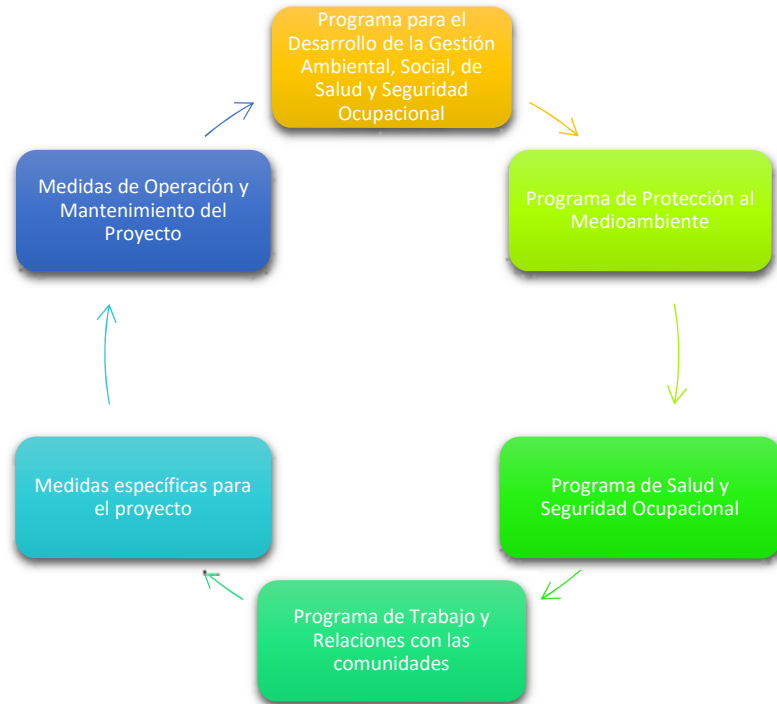 Programa para el
Desarrollo de la Gestión
Ambiental, Social, de
Salud y Seguridad
Ocupacional
Programa de Protección al
Medioambiente
Programa de Salud y
Seguridad Ocupacional
Programa de Trabajo y
Relaciones con las
comunidades
Medidas específicas para
el proyecto
Medidas de Operación y
Mantenimiento del
Proyecto